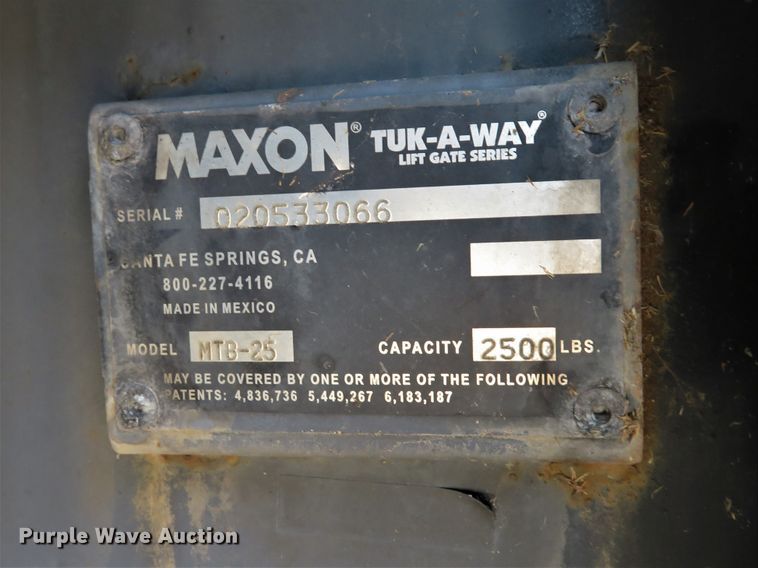 MAXON® TUK-A-WAY®
LIFT GATE SERIES
SERIAL # 020533066
SANTA FE SPRINGS, CA
800-227-4116
MADE IN MEXICO
MODEL MTB-25 CAPACITY 2500 LBS.
MAY BE COVERED BY ONE OR MORE OF THE FOLLOWING
PATENTS: 4,836,736 5,449,267 6,183,187
Purple Wave Auction